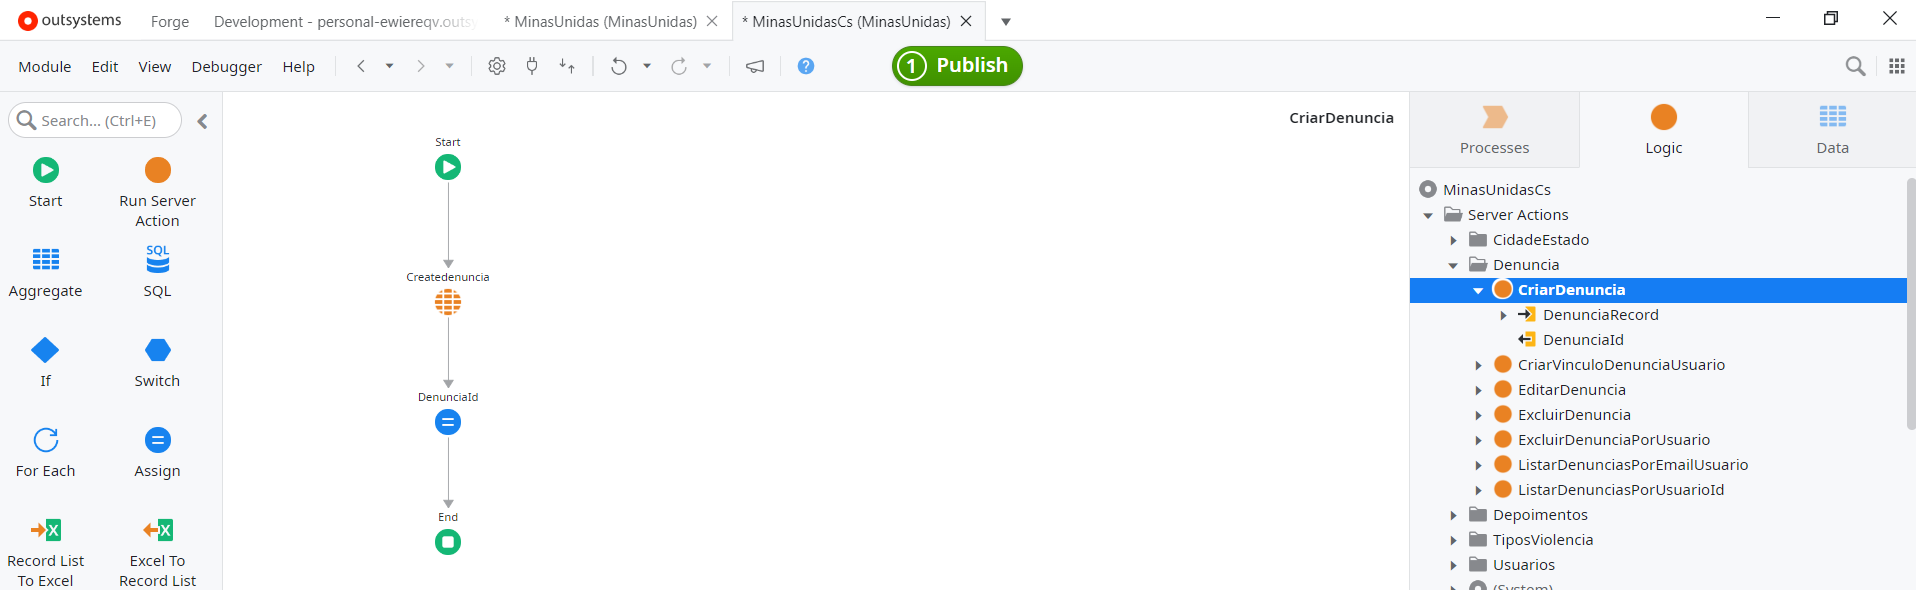 outsystems
Forge
Development - personal-ewiereqv.outsy
* MinasUnidas (MinasUnidas)
* MinasUnidasCs (MinasUnidas)
Module Edit View Debugger Help
? 1 Publish
Search... (Ctrl+E)
Start
Run Server
Action
Aggregate
SQL
SQL
If
Switch
For Each
Assign
Record List
To Excel
X
X
Excel To
Record List
CriarDenuncia
Start
Createdenuncia
DenunciaId
End
Processes
Logic
Data
MinasUnidasCs
Server Actions
CidadeEstado
Denuncia
CriarDenuncia
DenunciaRecord
DenunciaId
CriarVinculoDenunciaUsuario
EditarDenuncia
ExcluirDenuncia
ExcluirDenunciaPorUsuario
ListarDenunciasPorEmailUsuario
ListarDenunciasPorUsuarioId
Depoimentos
TiposViolencia
Usuarios
(System)